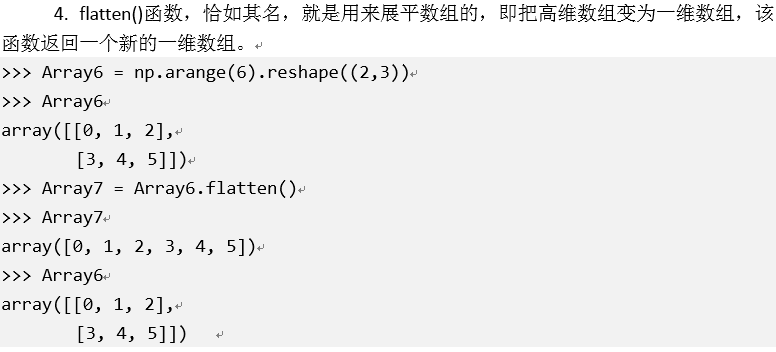 4. flatten()函数，恰如其名，就是用来展平数组的，即把高维数组变为一维数组，该
函数返回一个新的一维数组。
>>> Array6 = np.arange(6).reshape((2,3))
>>> Array6
array([[0, 1, 2],
       [3, 4, 5]])
>>> Array7 = Array6.flatten()
>>> Array7
array([0, 1, 2, 3, 4, 5])
>>> Array6
array([[0, 1, 2],
       [3, 4, 5]])